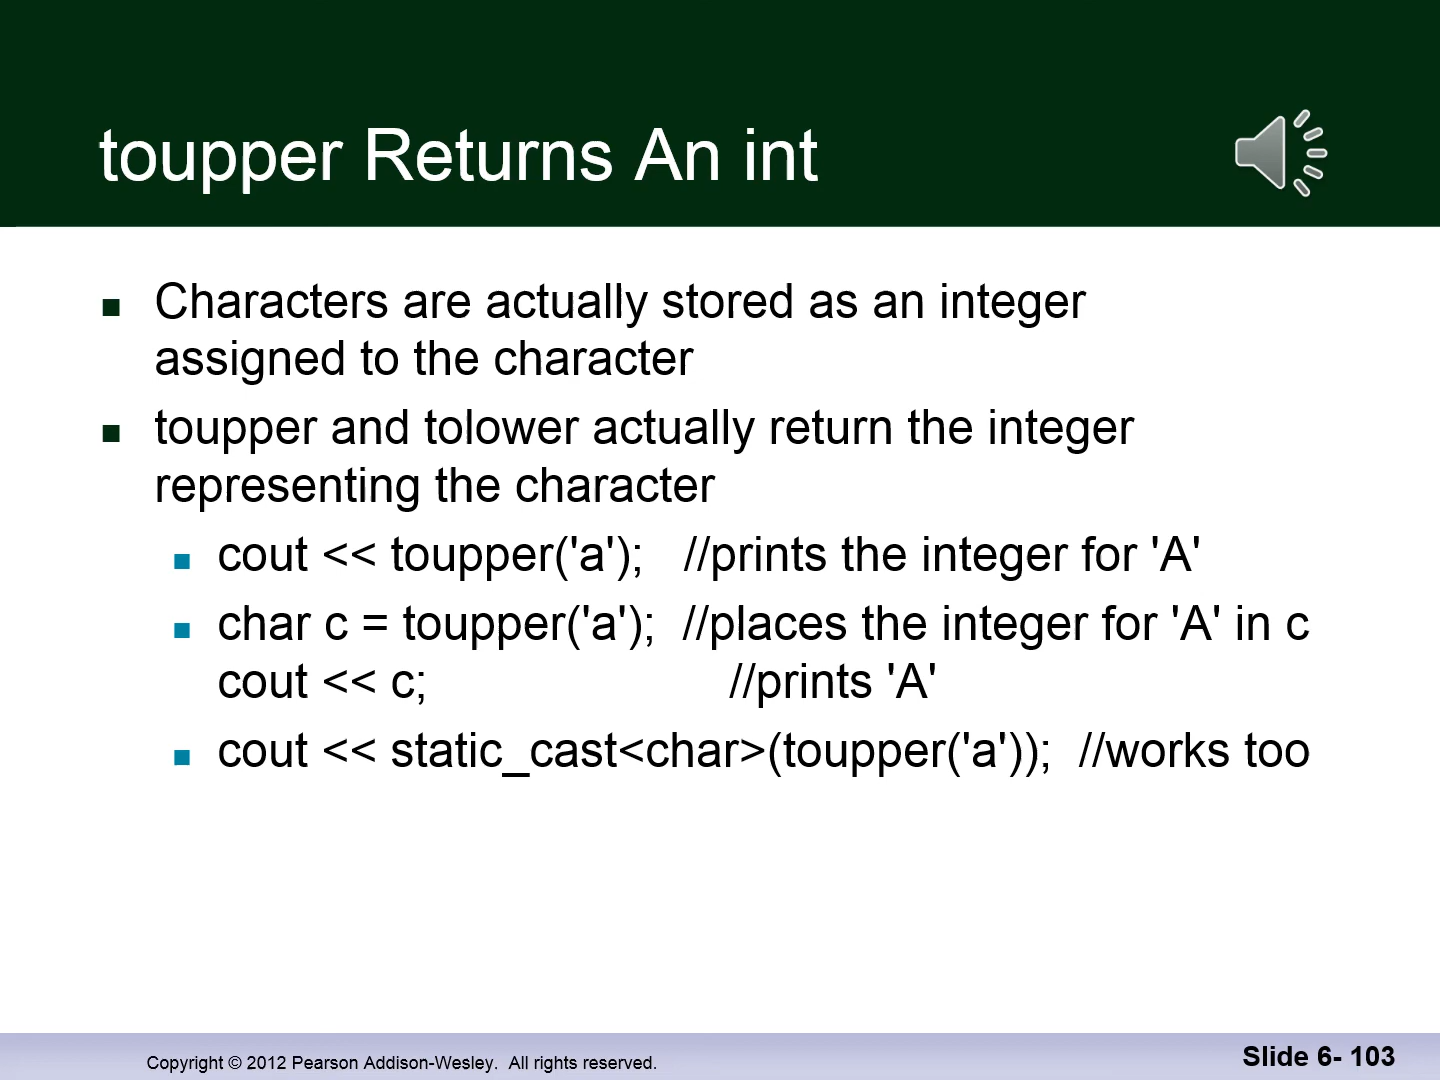 toupper Returns An int
Characters are actually stored as an integer
assigned to the character
toupper and tolower actually return the integer
representing the character
cout << toupper('a');   //prints the integer for 'A'
char c = toupper('a');  //places the integer for 'A' in c
cout << c;                       //prints 'A'
cout << static_cast<char>(toupper('a'));  //works too
Copyright © 2012 Pearson Addison-Wesley.  All rights reserved.
Slide 6- 103